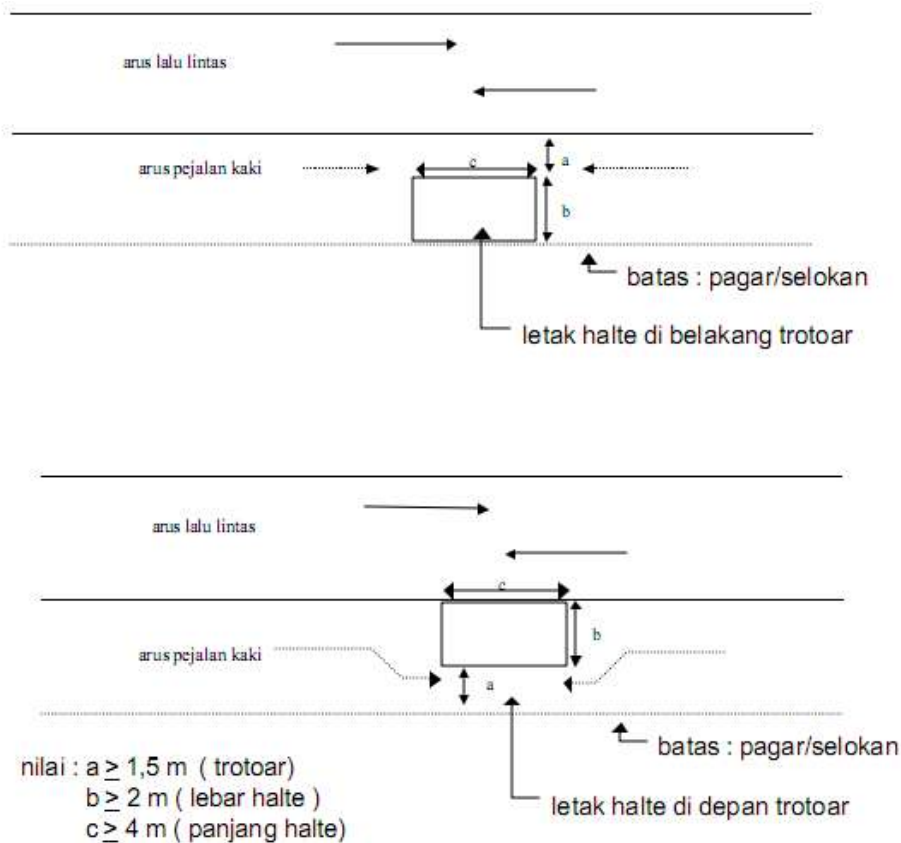 arus lalu lintas
arus pejalan kaki
c
a
b
batas : pagar/selokan
letak halte di belakang trotoar
arus lalu lintas
c
b
arus pejalan kaki
a
batas : pagar/selokan
nilai : a ≥ 1,5 m ( trotoar)
b ≥ 2 m ( lebar halte )
c ≥ 4 m ( panjang halte)
letak halte di depan trotoar